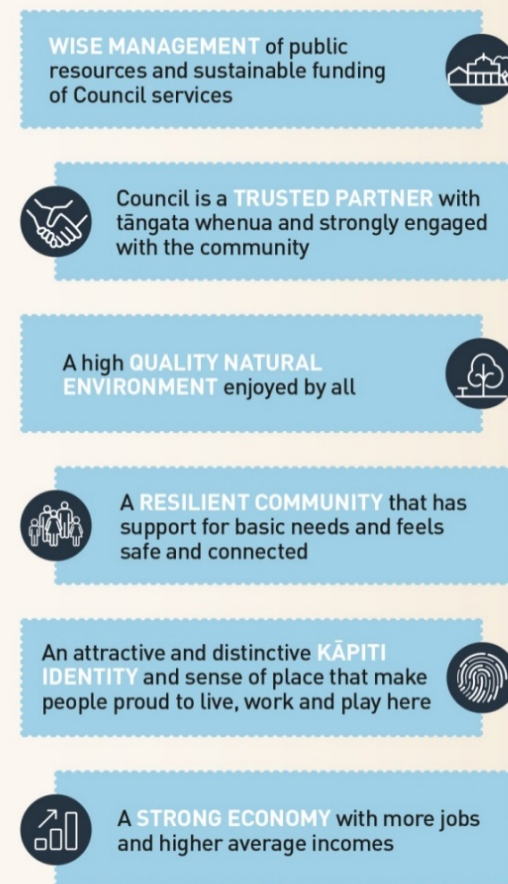 WISE MANAGEMENT of public
resources and sustainable funding
of Council services
Council is a TRUSTED PARTNER with
tāngata whenua and strongly engaged
with the community
A high QUALITY NATURAL
ENVIRONMENT enjoyed by all
A RESILIENT COMMUNITY that has
support for basic needs and feels
safe and connected
An attractive and distinctive KĀPITI
IDENTITY and sense of place that make
people proud to live, work and play here
A STRONG ECONOMY with more jobs
and higher average incomes